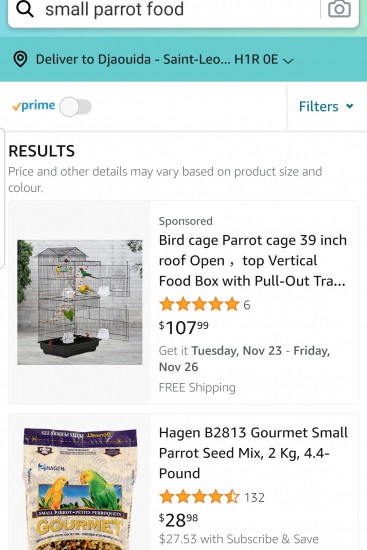 small parrot food
Deliver to Djaouida - Saint-Leo... H1R 0E
prime
Filters
RESULTS
Price and other details may vary based on product size and
colour.
Sponsored
Bird cage Parrot cage 39 inch
roof Open , top Vertical
Food Box with Pull-Out Tra...
6
$107.99
Get it Tuesday, Nov 23 - Friday,
Nov 26
FREE Shipping
Hagen B2813 Gourmet Small
Parrot Seed Mix, 2 Kg, 4.4-
Pound
132
$28.98
$27.53 with Subscribe & Save
HAGEN
SMALL PARROT • PETITES PERRUCHES
GOURMET